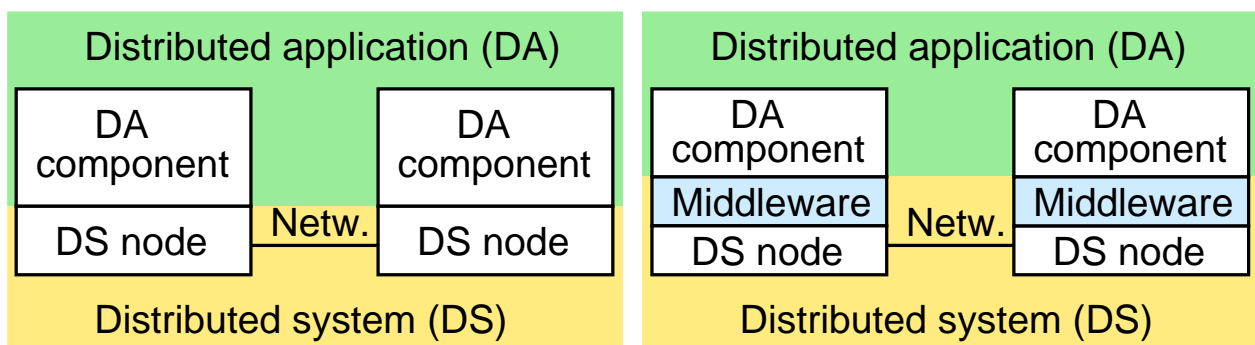 Distributed application (DA)
DA
component
DA
component
DS node
Netw.
DS node
Distributed system (DS)
Distributed application (DA)
DA
component
DA
component
Middleware
Middleware
DS node
Netw.
DS node
Distributed system (DS)